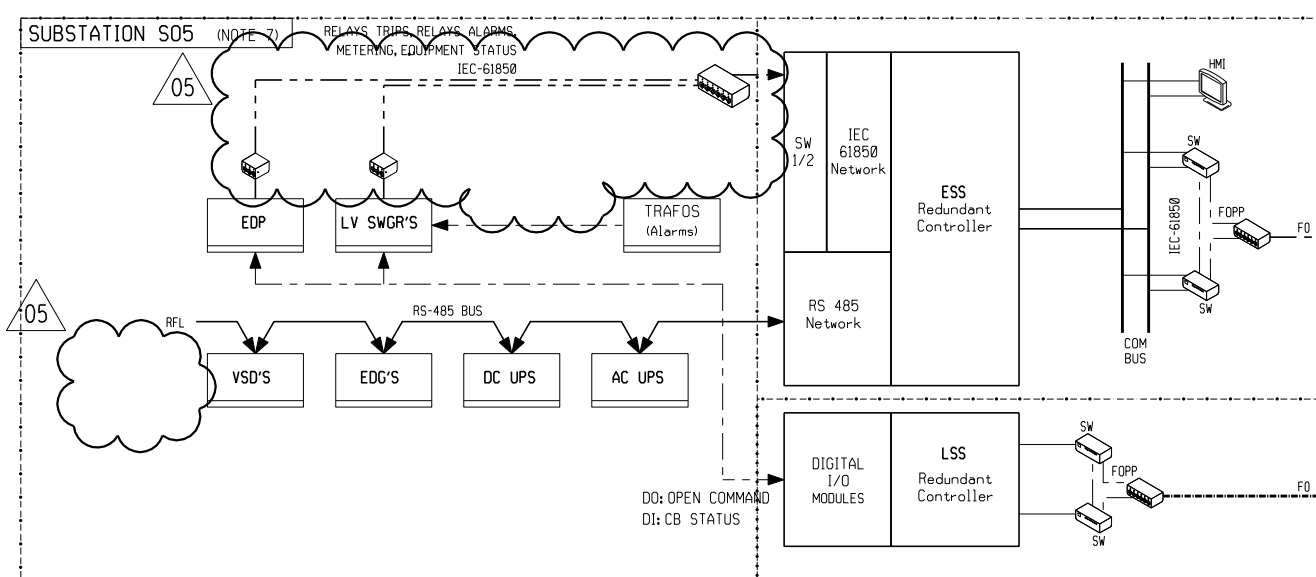 SUBSTATION S05 (NOTE 7)
RELAYS TRIPS, RELAYS ALARMS,
METERING, EQUIPMENT STATUS
IEC-61850
05
SW
1/2
IEC
61850
Network
ESS
Redundant
Controller
HMI
SW
IEC-61850
FOPP
FO
SW
COM
BUS
EDP
LV SWGR'S
TRAFOS
(Alarms)
05
RFL
RS-485 BUS
RS 485
Network
VSD'S
EDG'S
DC UPS
AC UPS
DIGITAL
I/O
MODULES
LSS
Redundant
Controller
SW
FOPP
FO
SW
DO: OPEN COMMAND
DI: CB STATUS